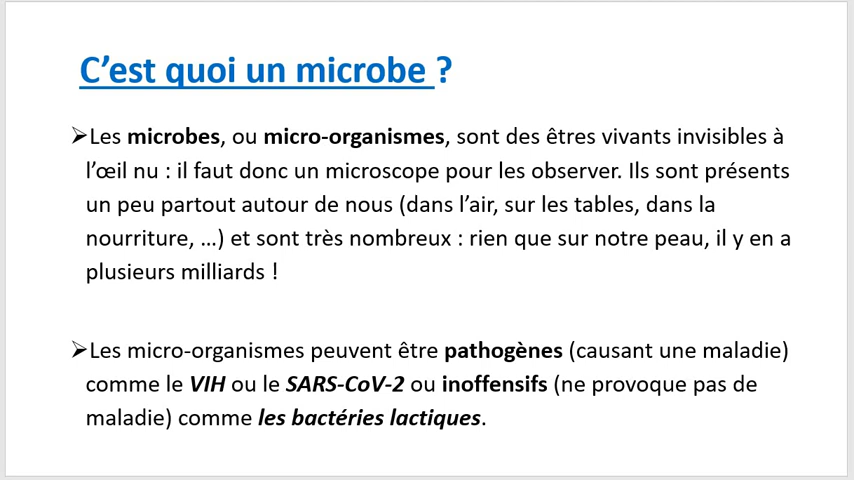 C’est quoi un microbe ?
➢Les microbes, ou micro-organismes, sont des êtres vivants invisibles à
l’œil nu : il faut donc un microscope pour les observer. Ils sont présents
un peu partout autour de nous (dans l’air, sur les tables, dans la
nourriture, …) et sont très nombreux : rien que sur notre peau, il y en a
plusieurs milliards !
➢Les micro-organismes peuvent être pathogènes (causant une maladie)
comme le VIH ou le SARS-CoV-2 ou inoffensifs (ne provoque pas de
maladie) comme les bactéries lactiques.